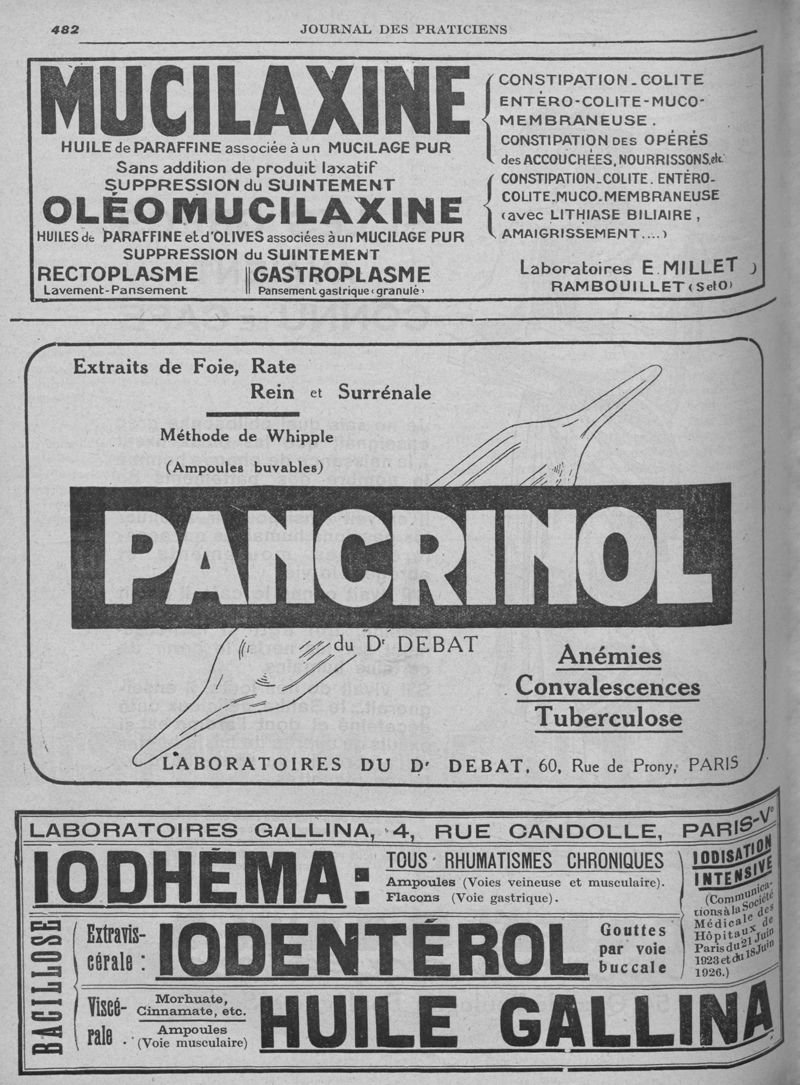 482
JOURNAL DES PRATICIENS
MUCILAXINE
HUILE de PARAFFINE associée à un MUCILAGE PUR
Sans addition de produit laxatif
SUPPRESSION du SUINTEMENT
CONSTIPATION_COLITE
ENTÉRO-COLITE-MUCO-
MEMBRANEUSE.
CONSTIPATION DES OPÉRÉS
des ACCOUCHÉES, NOURRISSONS, etc.
OLÉOMUCILAXINE
HUILES de PARAFFINE et d'OLIVES associées à un MUCILAGE PUR
SUPPRESSION du SUINTEMENT
CONSTIPATION_COLITE. ENTÉRO-
COLITE_MUCO_MEMBRANEUSE
(avec LITHIASE BILIAIRE,
AMAIGRISSEMENT....)
RECTOPLASME
Lavement-Pansement
GASTROPLASME
Pansement gastrique (granulé)
Laboratoires E. MILLET
RAMBOUILLET (S et O)
Extraits de Foie, Rate
Rein et Surrénale
Méthode de Whipple
(Ampoules buvables)
PANCRINOL
du Dr DEBAT
Anémies
Convalescences
Tuberculose
LABORATOIRES DU Dr DEBAT, 60, Rue de Prony, PARIS
LABORATOIRES GALLINA, 4, RUE CANDOLLE, PARIS-Ve
IODHÉMA:
TOUS RHUMATISMES CHRONIQUES
Ampoules (Voies veineuse et musculaire).
Flacons (Voie gastrique).
IODISATION
INTENSIVE
(Communica-
tions à la Société
Médicale des
Hôpitaux de
Paris du 21 Juin
1923 et du 18 Juin
1926.)
BACILLOSE
Extravis-
cérale :
IODENTÉROL
Gouttes
par voie
buccale
Viscé-
rale .
Morhuate,
Cinnamate, etc.
Ampoules
(Voie musculaire)
HUILE GALLINA